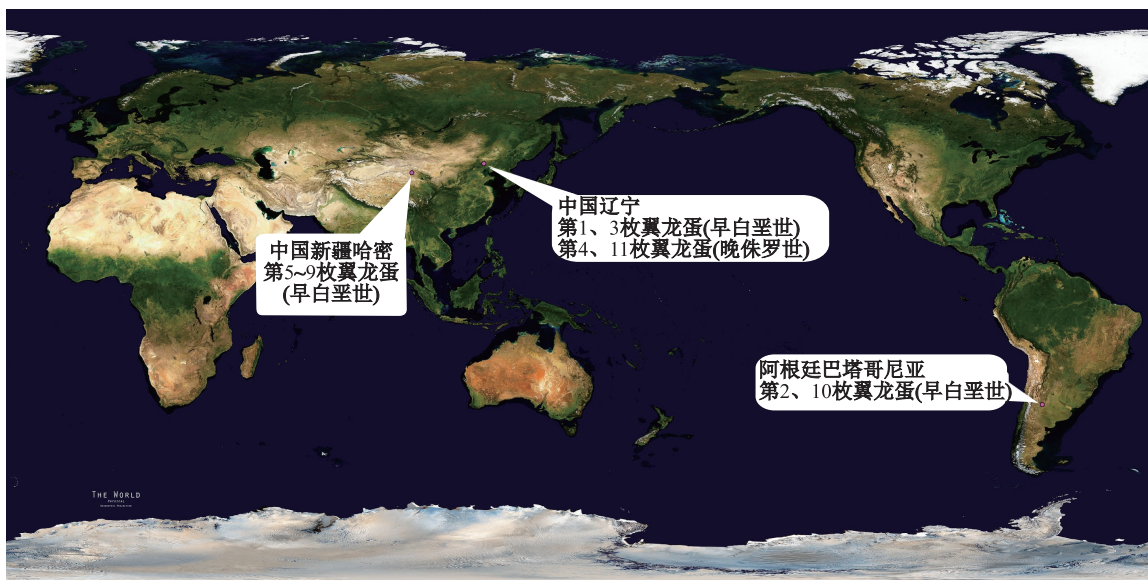 中国辽宁
第1、3枚翼龙蛋(早白垩世)
第4、11枚翼龙蛋(晚侏罗世)
中国新疆哈密
第5~9枚翼龙蛋
(早白垩世)
阿根廷巴塔哥尼亚
第2、10枚翼龙蛋(早白垩世)
THE WORLD
PHYSICAL